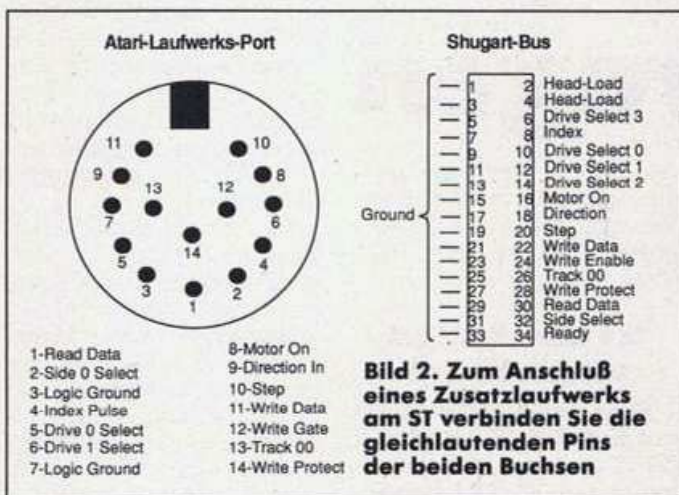 Atari-Laufwerks-Port
11
10
9
8
13
12
7
6
14
5
4
3
2
1
1-Read Data
2-Side 0 Select
3-Logic Ground
4-Index Pulse
5-Drive 0 Select
6-Drive 1 Select
7-Logic Ground
8-Motor On
9-Direction In
10-Step
11-Write Data
12-Write Gate
13-Track 00
14-Write Protect
Shugart-Bus
1 2 Head-Load
3 4 Head-Load
5 6 Drive Select 3
7 8 Index
9 10 Drive Select 0
11 12 Drive Select 1
13 14 Drive Select 2
15 16 Motor On
Ground
17 18 Direction
19 20 Step
21 22 Write Data
23 24 Write Enable
25 26 Track 00
27 28 Write Protect
29 30 Read Data
31 32 Side Select
33 34 Ready
Bild 2. Zum Anschluß
eines Zusatzlaufwerks
am ST verbinden Sie die
gleichlautenden Pins
der beiden Buchsen